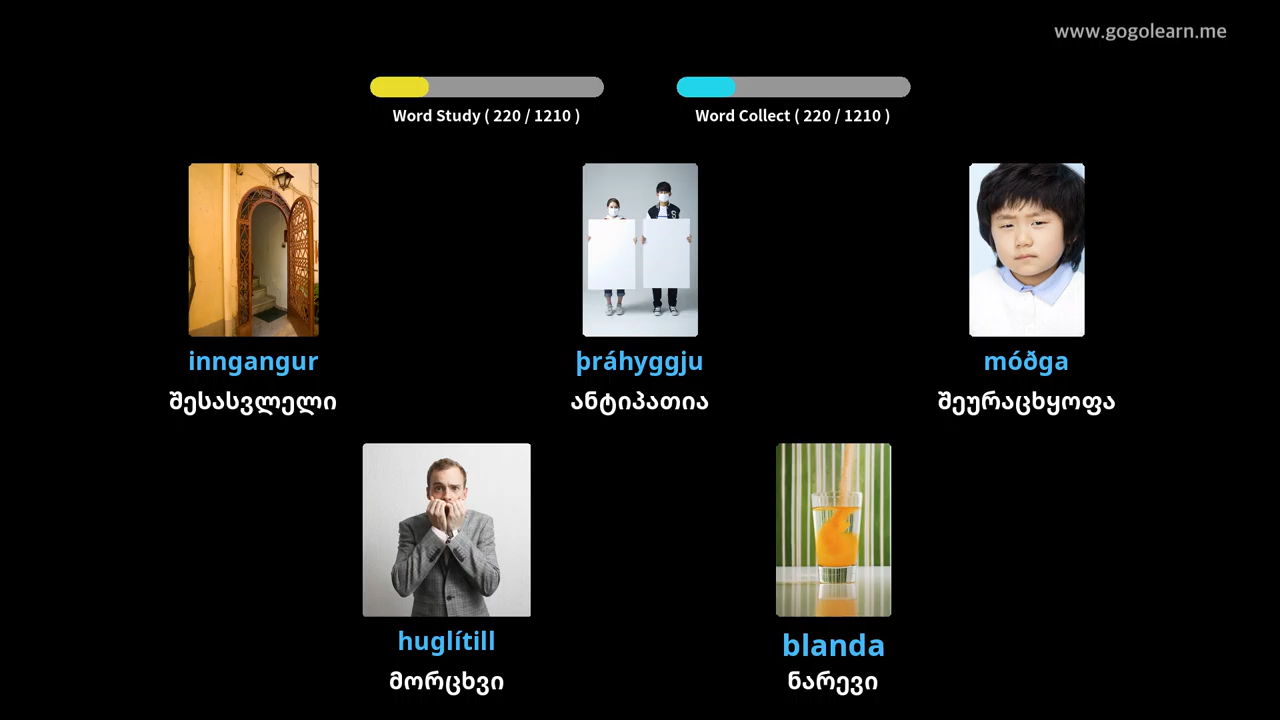 www.gogolearn.me
Word Study ( 220 / 1210 )
Word Collect ( 220 / 1210 )
inngangur
შესასვლელი
þráhyggju
ანტიპათია
móðga
შეურაცხყოფა
huglítill
მორცხვი
blanda
ნარევი